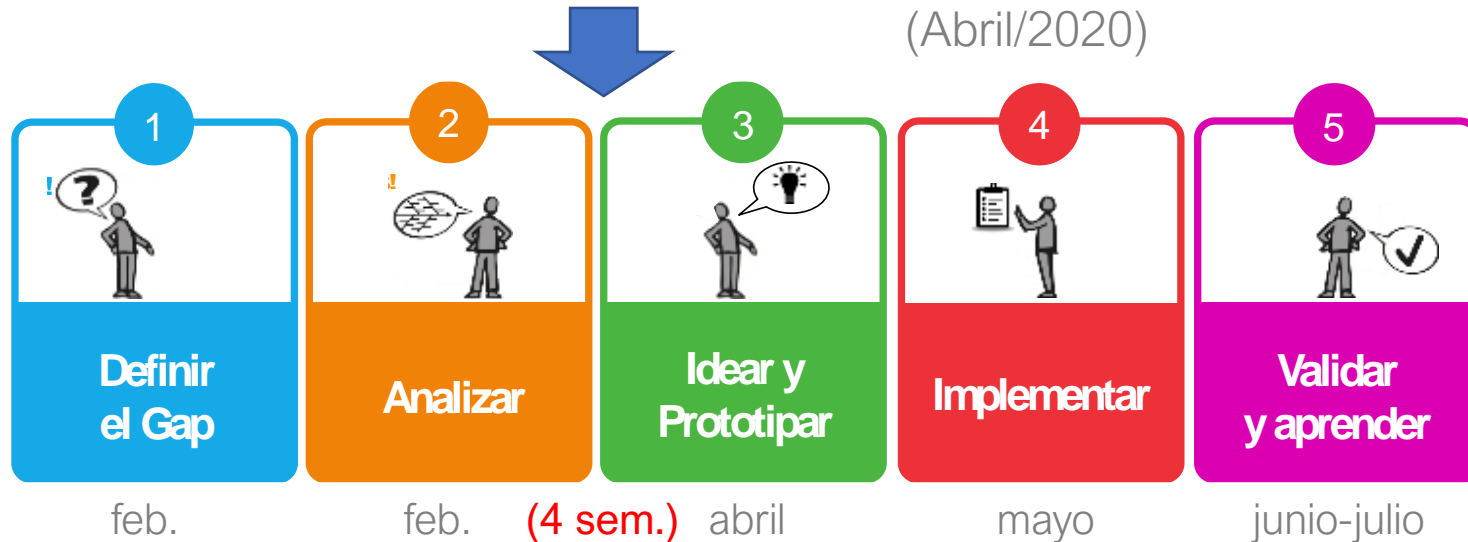 (Abril/2020)
1
2
3
4
5
!
s!
?
Definir
el Gap
Analizar
Idear y
Prototipar
Implementar
Validar
y aprender
feb.
feb.
(4 sem.)
abril
mayo
junio-julio